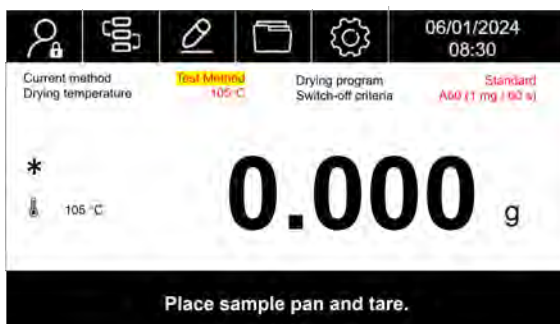 06/01/2024
08:30
Current method Test Method Drying program Standard
Drying temperature 105°C Switch-off criteria A60 (1 mg / 60 s)
*
105 °C
0.000 g
Place sample pan and tare.